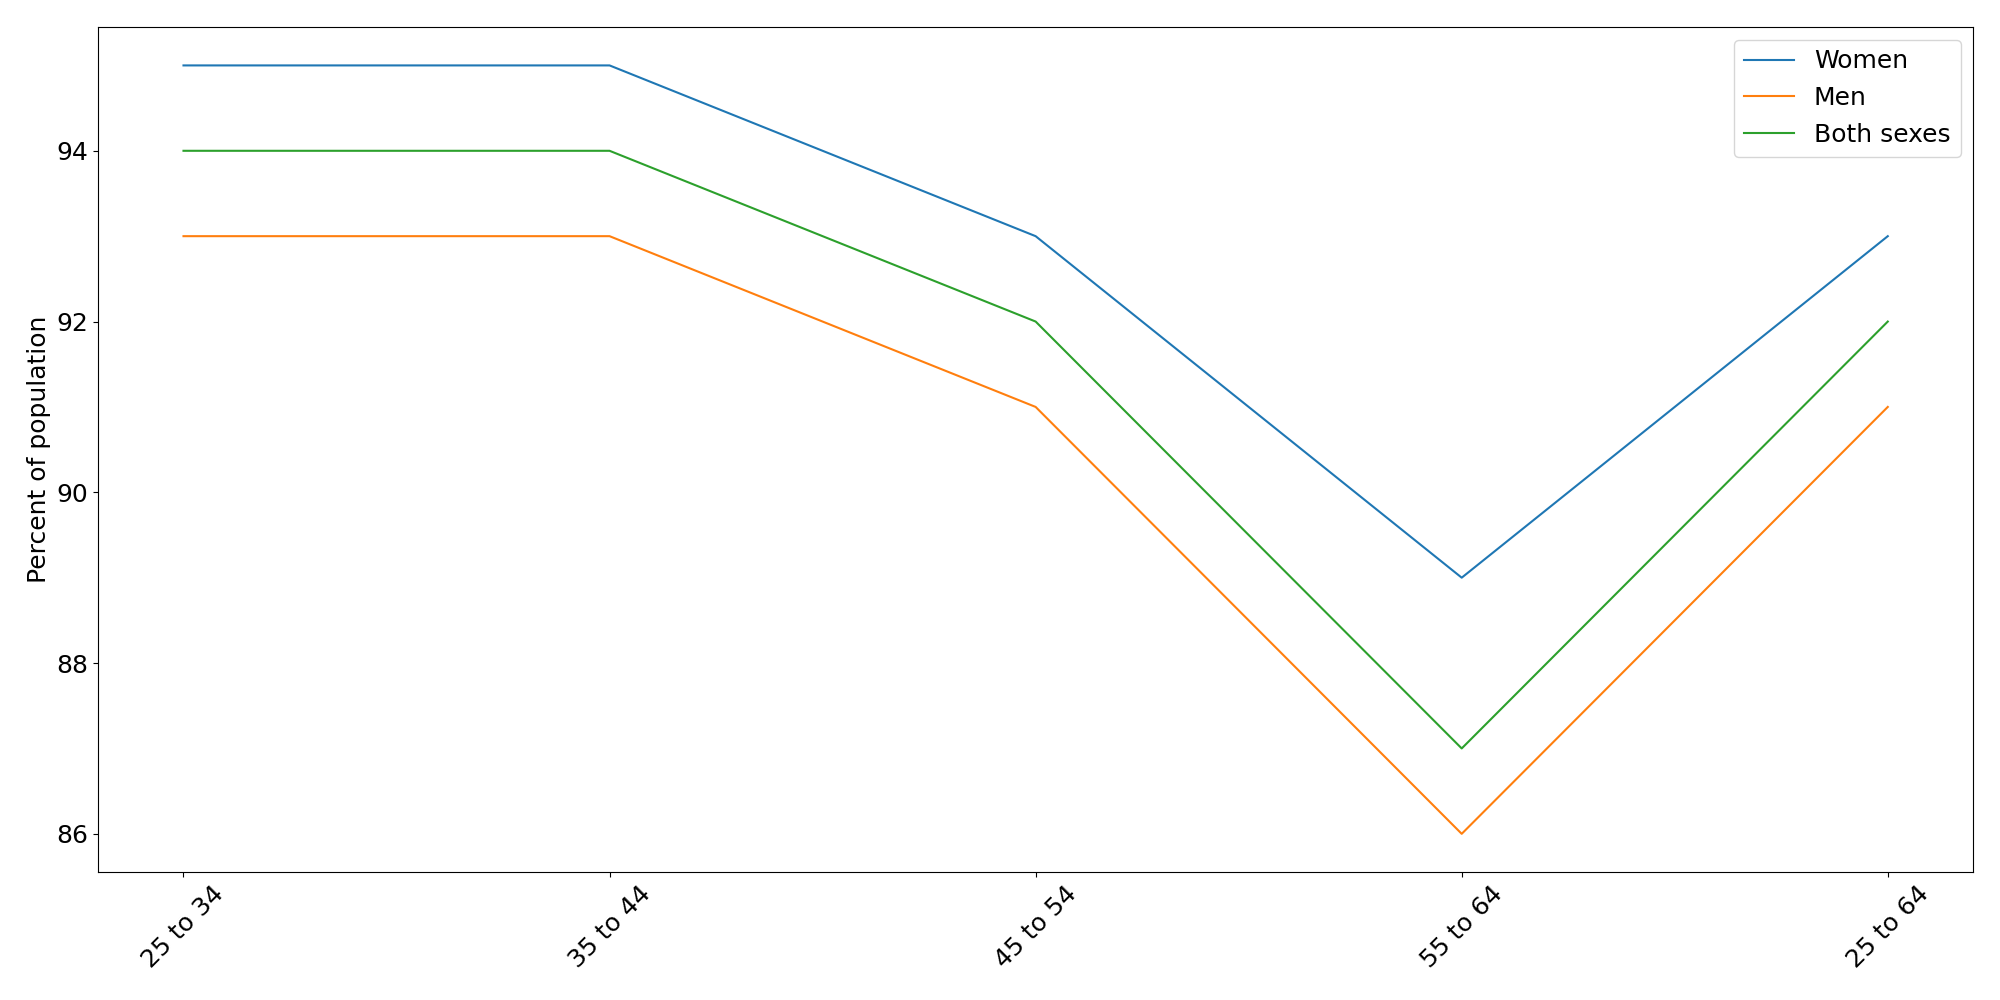 Women
Men
Both sexes
Percent of population
94
92
90
88
86
25 to 34
35 to 44
45 to 54
55 to 64
25 to 64